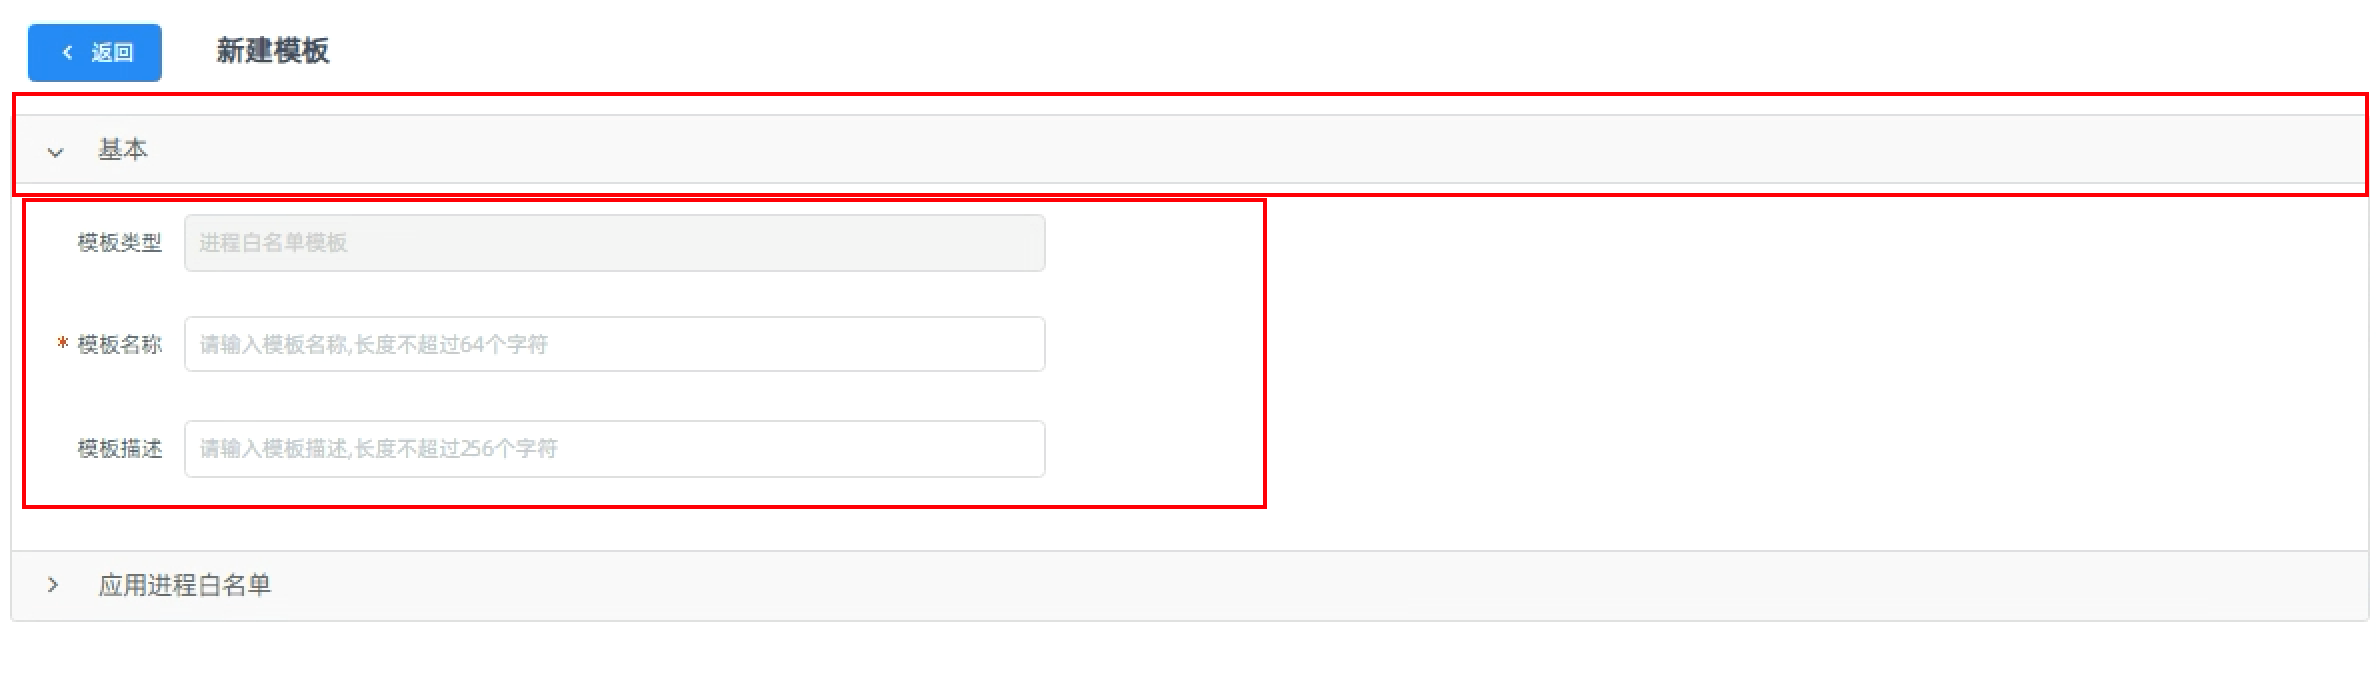 返回 新建模板
基本
模板类型 进程白名单模板
* 模板名称 请输入模板名称,长度不超过64个字符
模板描述 请输入模板描述,长度不超过256个字符
应用进程白名单